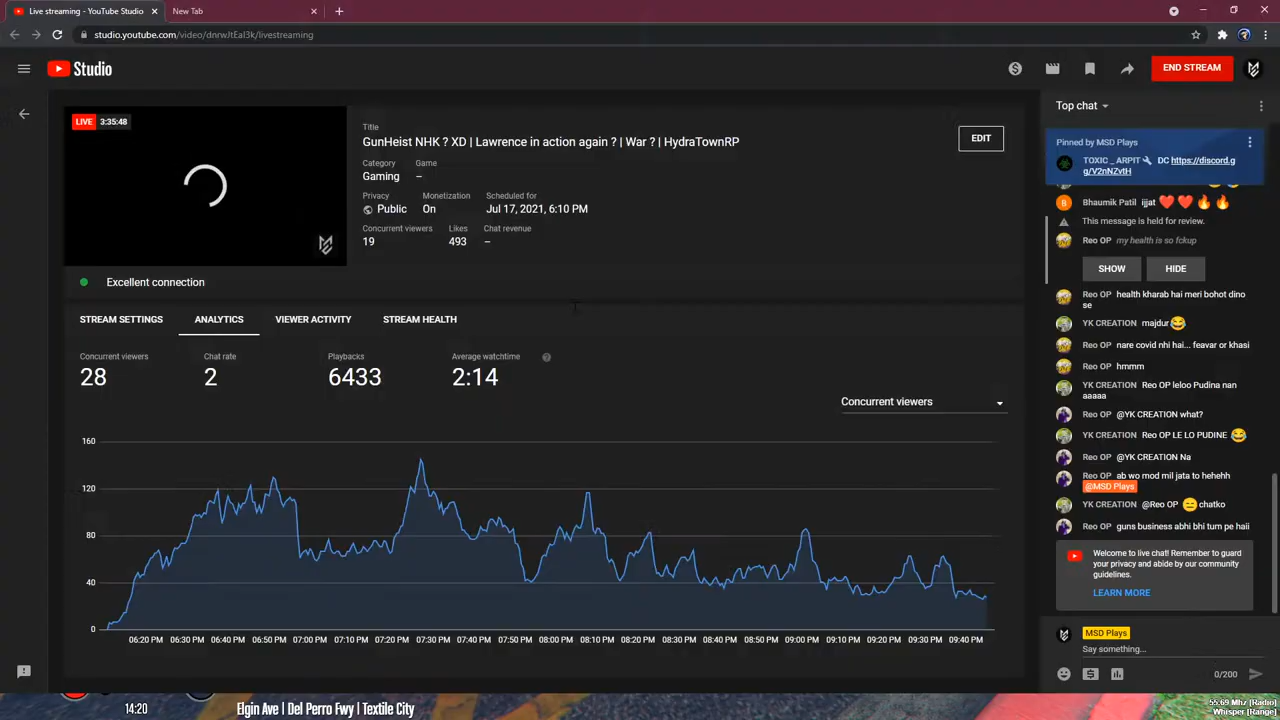 Live streaming - YouTube Studio
New Tab
studio.youtube.com/video/dnrwJtEaI3k/livestreaming
Studio
END STREAM
LIVE 3:35:48
Title
GunHeist NHK ? XD | Lawrence in action again ? | War ? | HydraTownRP
EDIT
Category Game
Gaming –
Privacy Monetization Scheduled for
Public On Jul 17, 2021, 6:10 PM
Concurrent viewers Likes Chat revenue
19 493 –
Excellent connection
STREAM SETTINGS ANALYTICS VIEWER ACTIVITY STREAM HEALTH
Concurrent viewers Chat rate Playbacks Average watchtime
28 2 6433 2:14
Concurrent viewers
160
120
80
40
0
06:20 PM 06:30 PM 06:40 PM 06:50 PM 07:00 PM 07:10 PM 07:20 PM 07:30 PM 07:40 PM 07:50 PM 08:00 PM 08:10 PM 08:20 PM 08:30 PM 08:40 PM 08:50 PM 09:00 PM 09:10 PM 09:20 PM 09:30 PM 09:40 PM
Top chat
Pinned by MSD Plays
TOXIC _ ARPIT DC https://discord.g
g/V2nNZvtH
Bhaumik Patil ijjat ❤️❤️🔥🔥
This message is held for review.
Reo OP my health is so fckup
SHOW HIDE
Reo OP health kharab hai meri bohot dino
se
YK CREATION majdur😂
Reo OP nare covid nhi hai... feavar or khasi
Reo OP hmmm
YK CREATION Reo OP leloo Pudina nan
aaaaa
Reo OP @YK CREATION what?
YK CREATION Reo OP LE LO PUDINE 😂
Reo OP @YK CREATION Na
Reo OP ab wo mod mil jata to hehehh
@MSD Plays
YK CREATION @Reo OP 😑 chatko
Reo OP guns business abhi bhi tum pe haii
Welcome to live chat! Remember to guard
your privacy and abide by our community
guidelines.
LEARN MORE
MSD Plays
Say something...
0/200
14:20
Elgin Ave | Del Perro Fwy | Textile City
55.69 Mhz [Radio]
Whisper [Range]